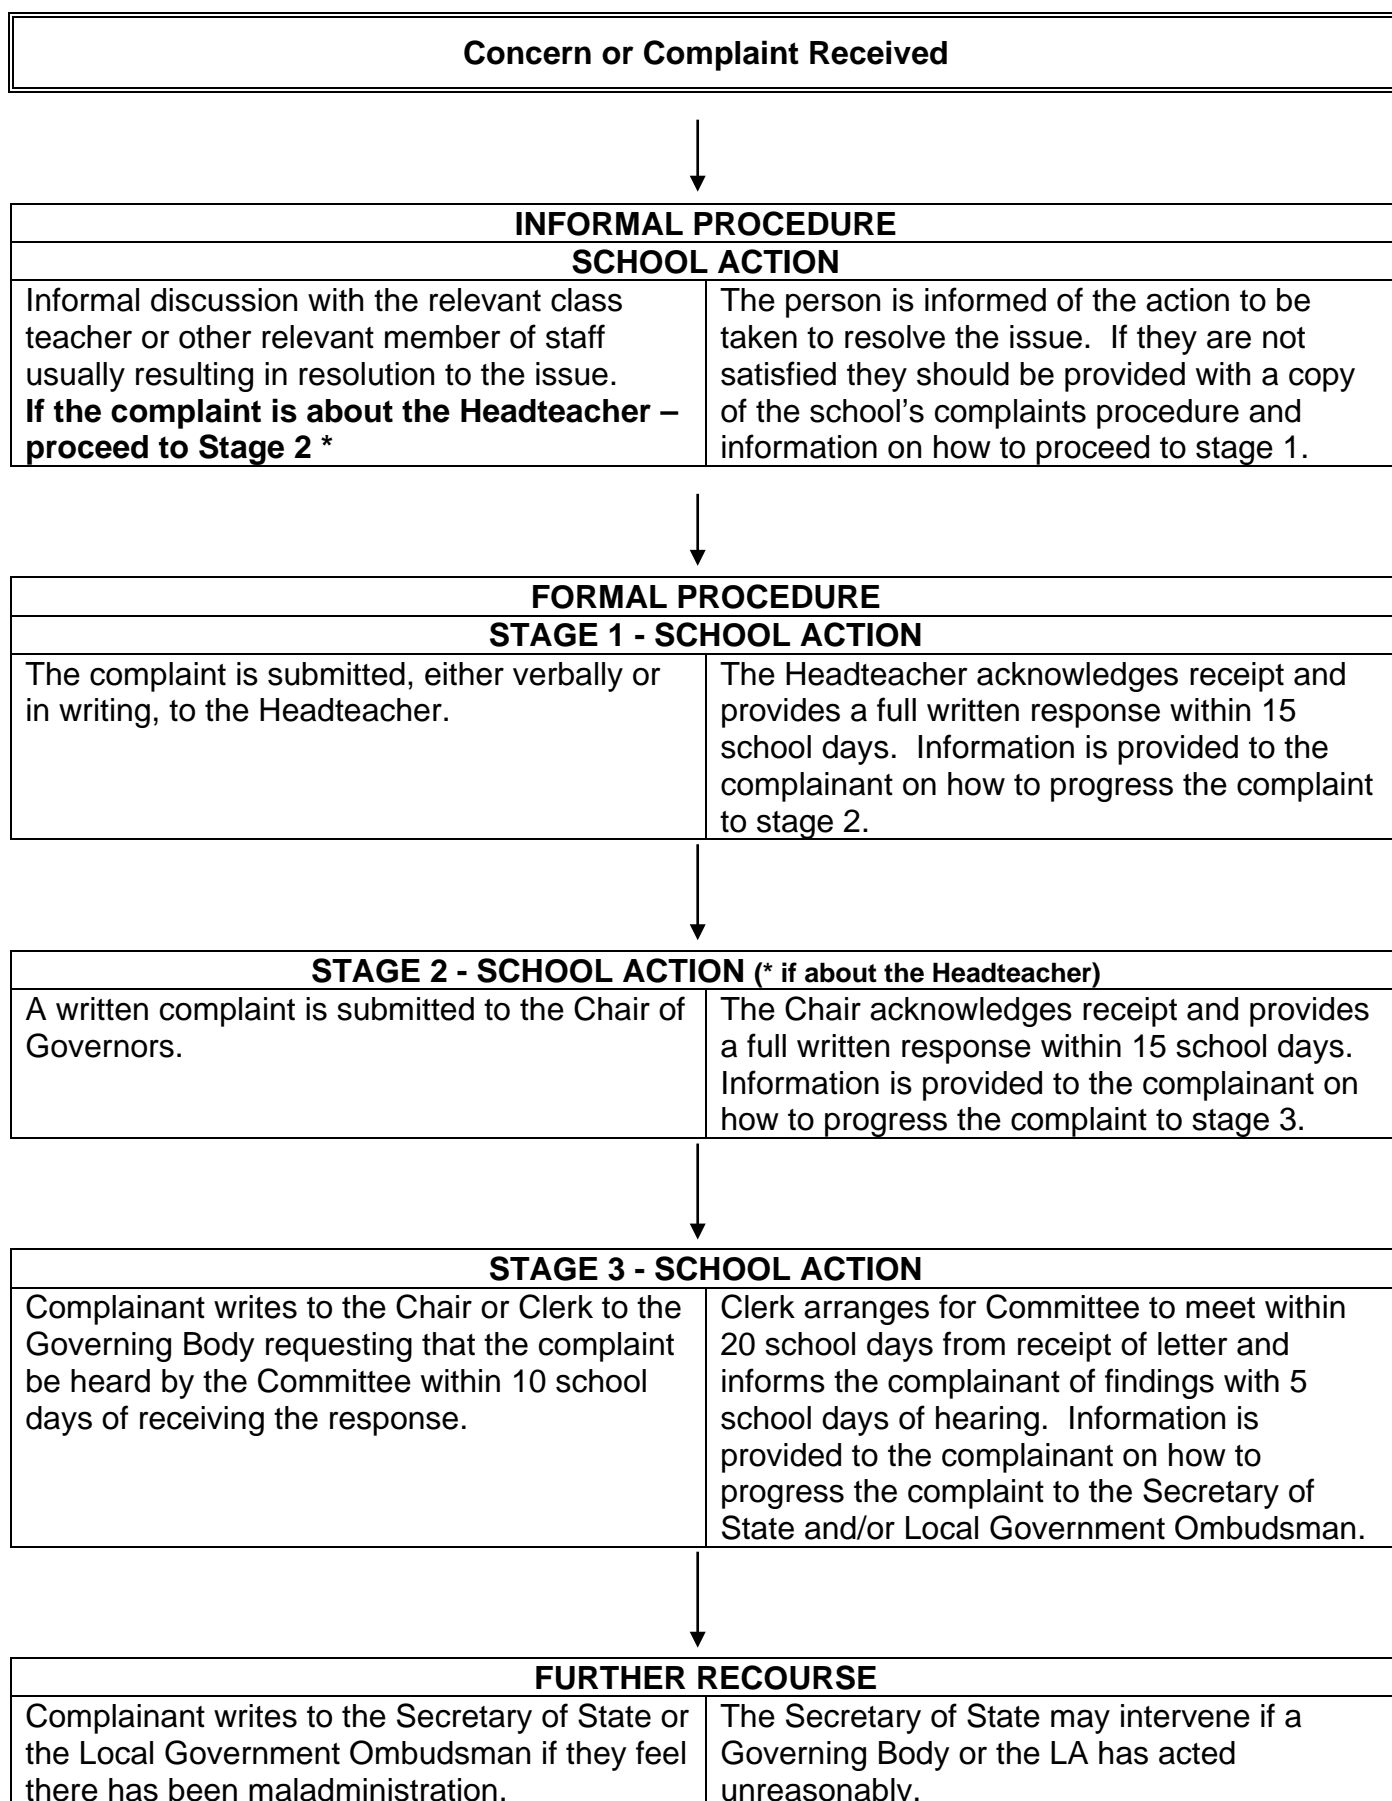 Concern or Complaint Received
INFORMAL PROCEDURE
SCHOOL ACTION
Informal discussion with the relevant class
teacher or other relevant member of staff
usually resulting in resolution to the issue.
If the complaint is about the Headteacher –
proceed to Stage 2 *
The person is informed of the action to be
taken to resolve the issue.  If they are not
satisfied they should be provided with a copy
of the school’s complaints procedure and
information on how to proceed to stage 1.
FORMAL PROCEDURE
STAGE 1 - SCHOOL ACTION
The complaint is submitted, either verbally or
in writing, to the Headteacher.
The Headteacher acknowledges receipt and
provides a full written response within 15
school days.  Information is provided to the
complainant on how to progress the complaint
to stage 2.
STAGE 2 - SCHOOL ACTION (* if about the Headteacher)
A written complaint is submitted to the Chair of
Governors.
The Chair acknowledges receipt and provides
a full written response within 15 school days.
Information is provided to the complainant on
how to progress the complaint to stage 3.
STAGE 3 - SCHOOL ACTION
Complainant writes to the Chair or Clerk to the
Governing Body requesting that the complaint
be heard by the Committee within 10 school
days of receiving the response.
Clerk arranges for Committee to meet within
20 school days from receipt of letter and
informs the complainant of findings with 5
school days of hearing.  Information is
provided to the complainant on how to
progress the complaint to the Secretary of
State and/or Local Government Ombudsman.
FURTHER RECOURSE
Complainant writes to the Secretary of State or
the Local Government Ombudsman if they feel
there has been maladministration.
The Secretary of State may intervene if a
Governing Body or the LA has acted
unreasonably.